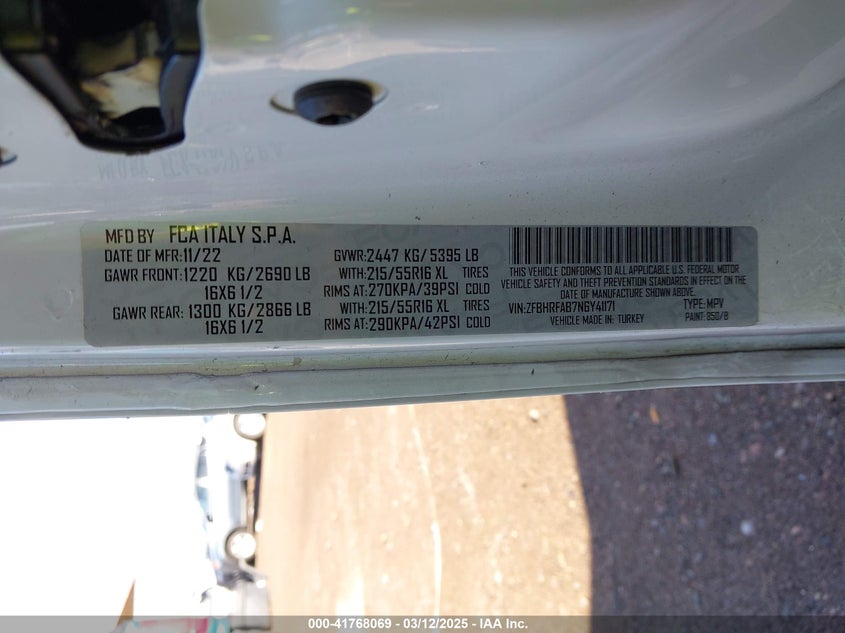 MFD BY FCA ITALY S.P.A.
DATE OF MFR:11/22 GVWR:2447 KG/5395 LB
GAWR FRONT:1220 KG/2690 LB WITH:215/55R16 XL TIRES
16X6 1/2 RIMS AT:270KPA/39PSI COLD
GAWR REAR:1300 KG/2866 LB WITH:215/55R16 XL TIRES
16X6 1/2 RIMS AT:290KPA/42PSI COLD
THIS VEHICLE CONFORMS TO ALL APPLICABLE U.S. FEDERAL MOTOR
VEHICLE SAFETY AND THEFT PREVENTION STANDARDS IN EFFECT ON THE
DATE OF MANUFACTURE SHOWN ABOVE.
VIN:ZFBHRFAB7N6Y41171 TYPE: MPV
VEHICLE MADE IN: TURKEY PAINT: 850/B
000-41768069 - 03/12/2025 - IAA Inc.